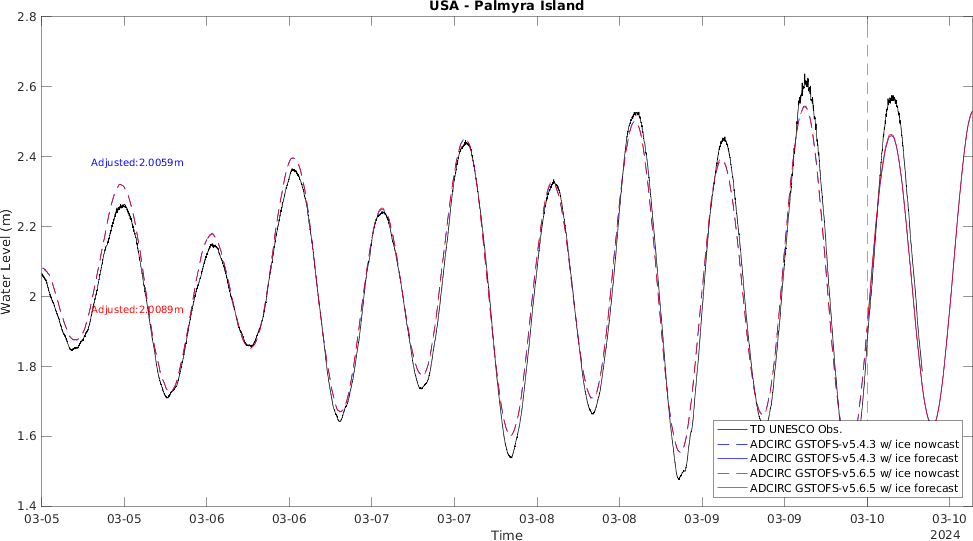 USA - Palmyra Island
2.8
2.6
2.4
2.2
2
1.8
1.6
1.4
Water Level (m)
Adjusted:2.0059m
Adjusted:2.0089m
TD UNESCO Obs.
ADCIRC GSTOFS-v5.4.3 w/ ice nowcast
ADCIRC GSTOFS-v5.4.3 w/ ice forecast
ADCIRC GSTOFS-v5.6.5 w/ ice nowcast
ADCIRC GSTOFS-v5.6.5 w/ ice forecast
03-05 03-05 03-06 03-06 03-07 03-07 03-08 03-08 03-09 03-09 03-10 03-10
2024
Time